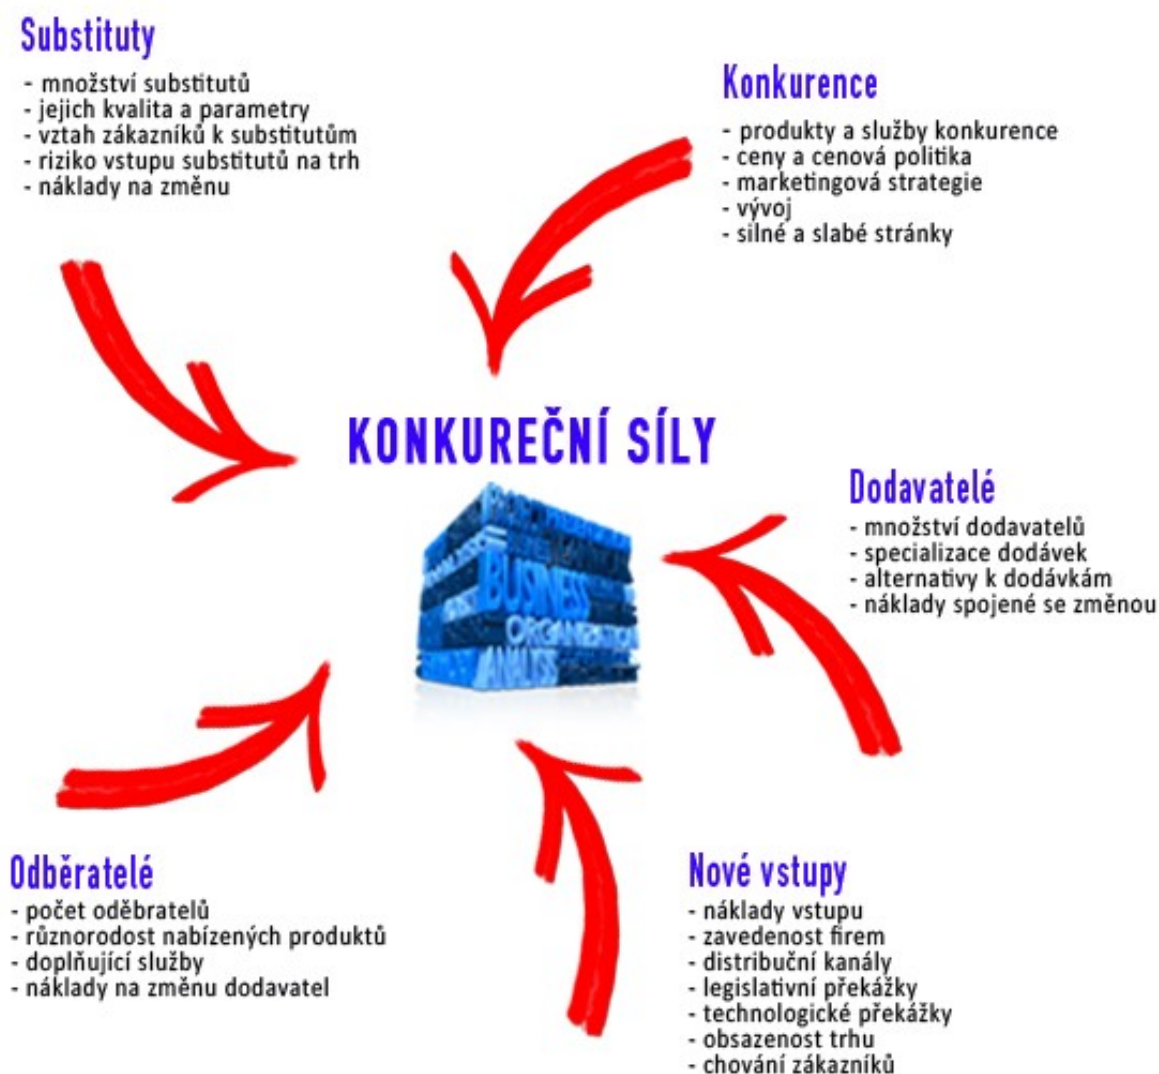 Substituty
- množství substitutů
- jejich kvalita a parametry
- vztah zákazníků k substitutům
- riziko vstupu substitutů na trh
- náklady na změnu
Konkurence
- produkty a služby konkurence
- ceny a cenová politika
- marketingová strategie
- vývoj
- silné a slabé stránky
KONKUREČNÍ SÍLY
BUSINESS
ORGANIZATION
ANALISS
Dodavatelé
- množství dodavatelů
- specializace dodávek
- alternativy k dodávkám
- náklady spojené se změnou
Odběratelé
- počet oděbratelů
- různorodost nabízených produktů
- doplňující služby
- náklady na změnu dodavatel
Nové vstupy
- náklady vstupu
- zavedenost firem
- distribuční kanály
- legislativní překážky
- technologické překážky
- obsazenost trhu
- chování zákazníků